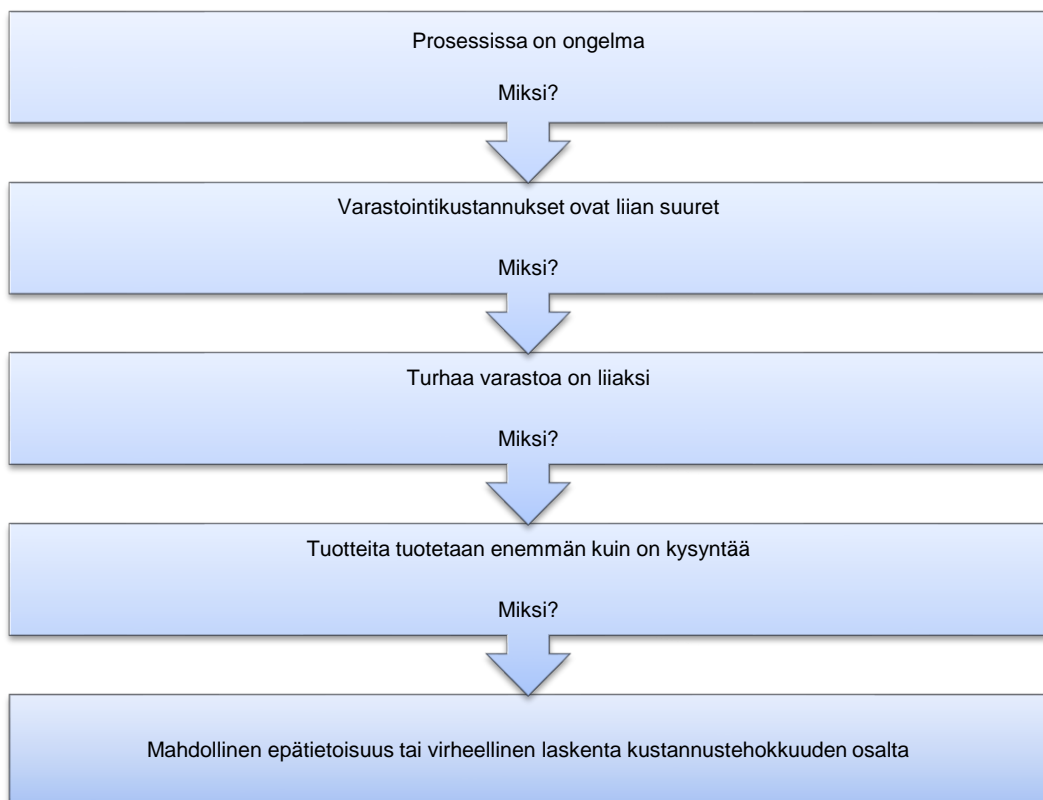 Prosessissa on ongelma
Miksi?
Varastointikustannukset ovat liian suuret
Miksi?
Turhaa varastoa on liiaksi
Miksi?
Tuotteita tuotetaan enemmän kuin on kysyntää
Miksi?
Mahdollinen epätietoisuus tai virheellinen laskenta kustannustehokkuuden osalta